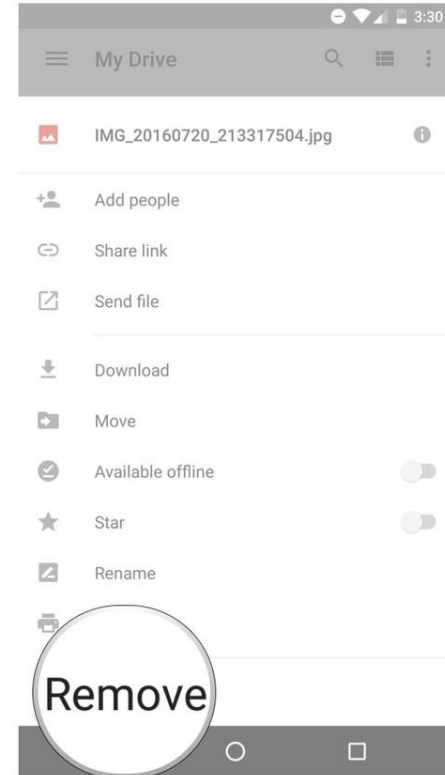 3:30
My Drive
IMG_20160720_213317504.jpg
Add people
Share link
Send file
Download
Move
Available offline
Star
Rename
Remove